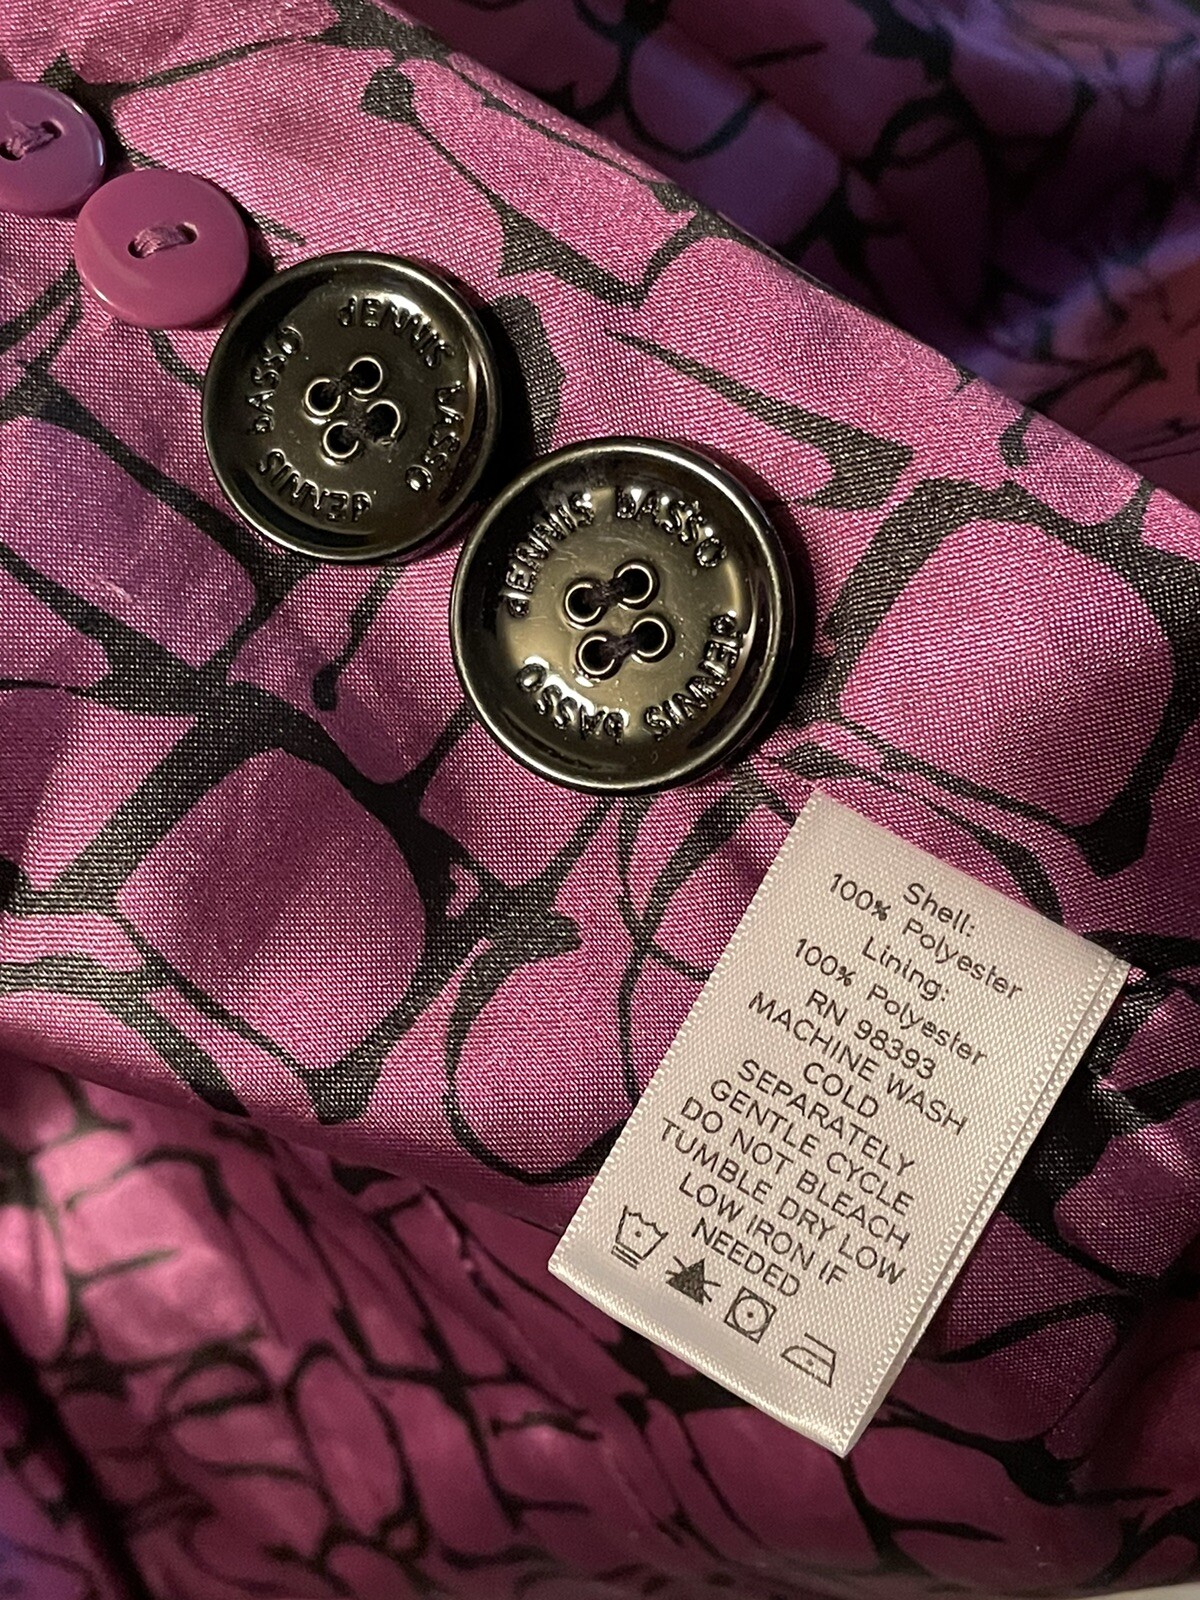 dENNIS bASSO
dENNIS bASSO
dENNIS bASSO
dENNIS bASSO
Shell:
100% Polyester
Lining:
100% Polyester
RN 98393
MACHINE WASH
COLD
SEPARATELY
GENTLE CYCLE
DO NOT BLEACH
TUMBLE DRY LOW
LOW IRON IF
NEEDED